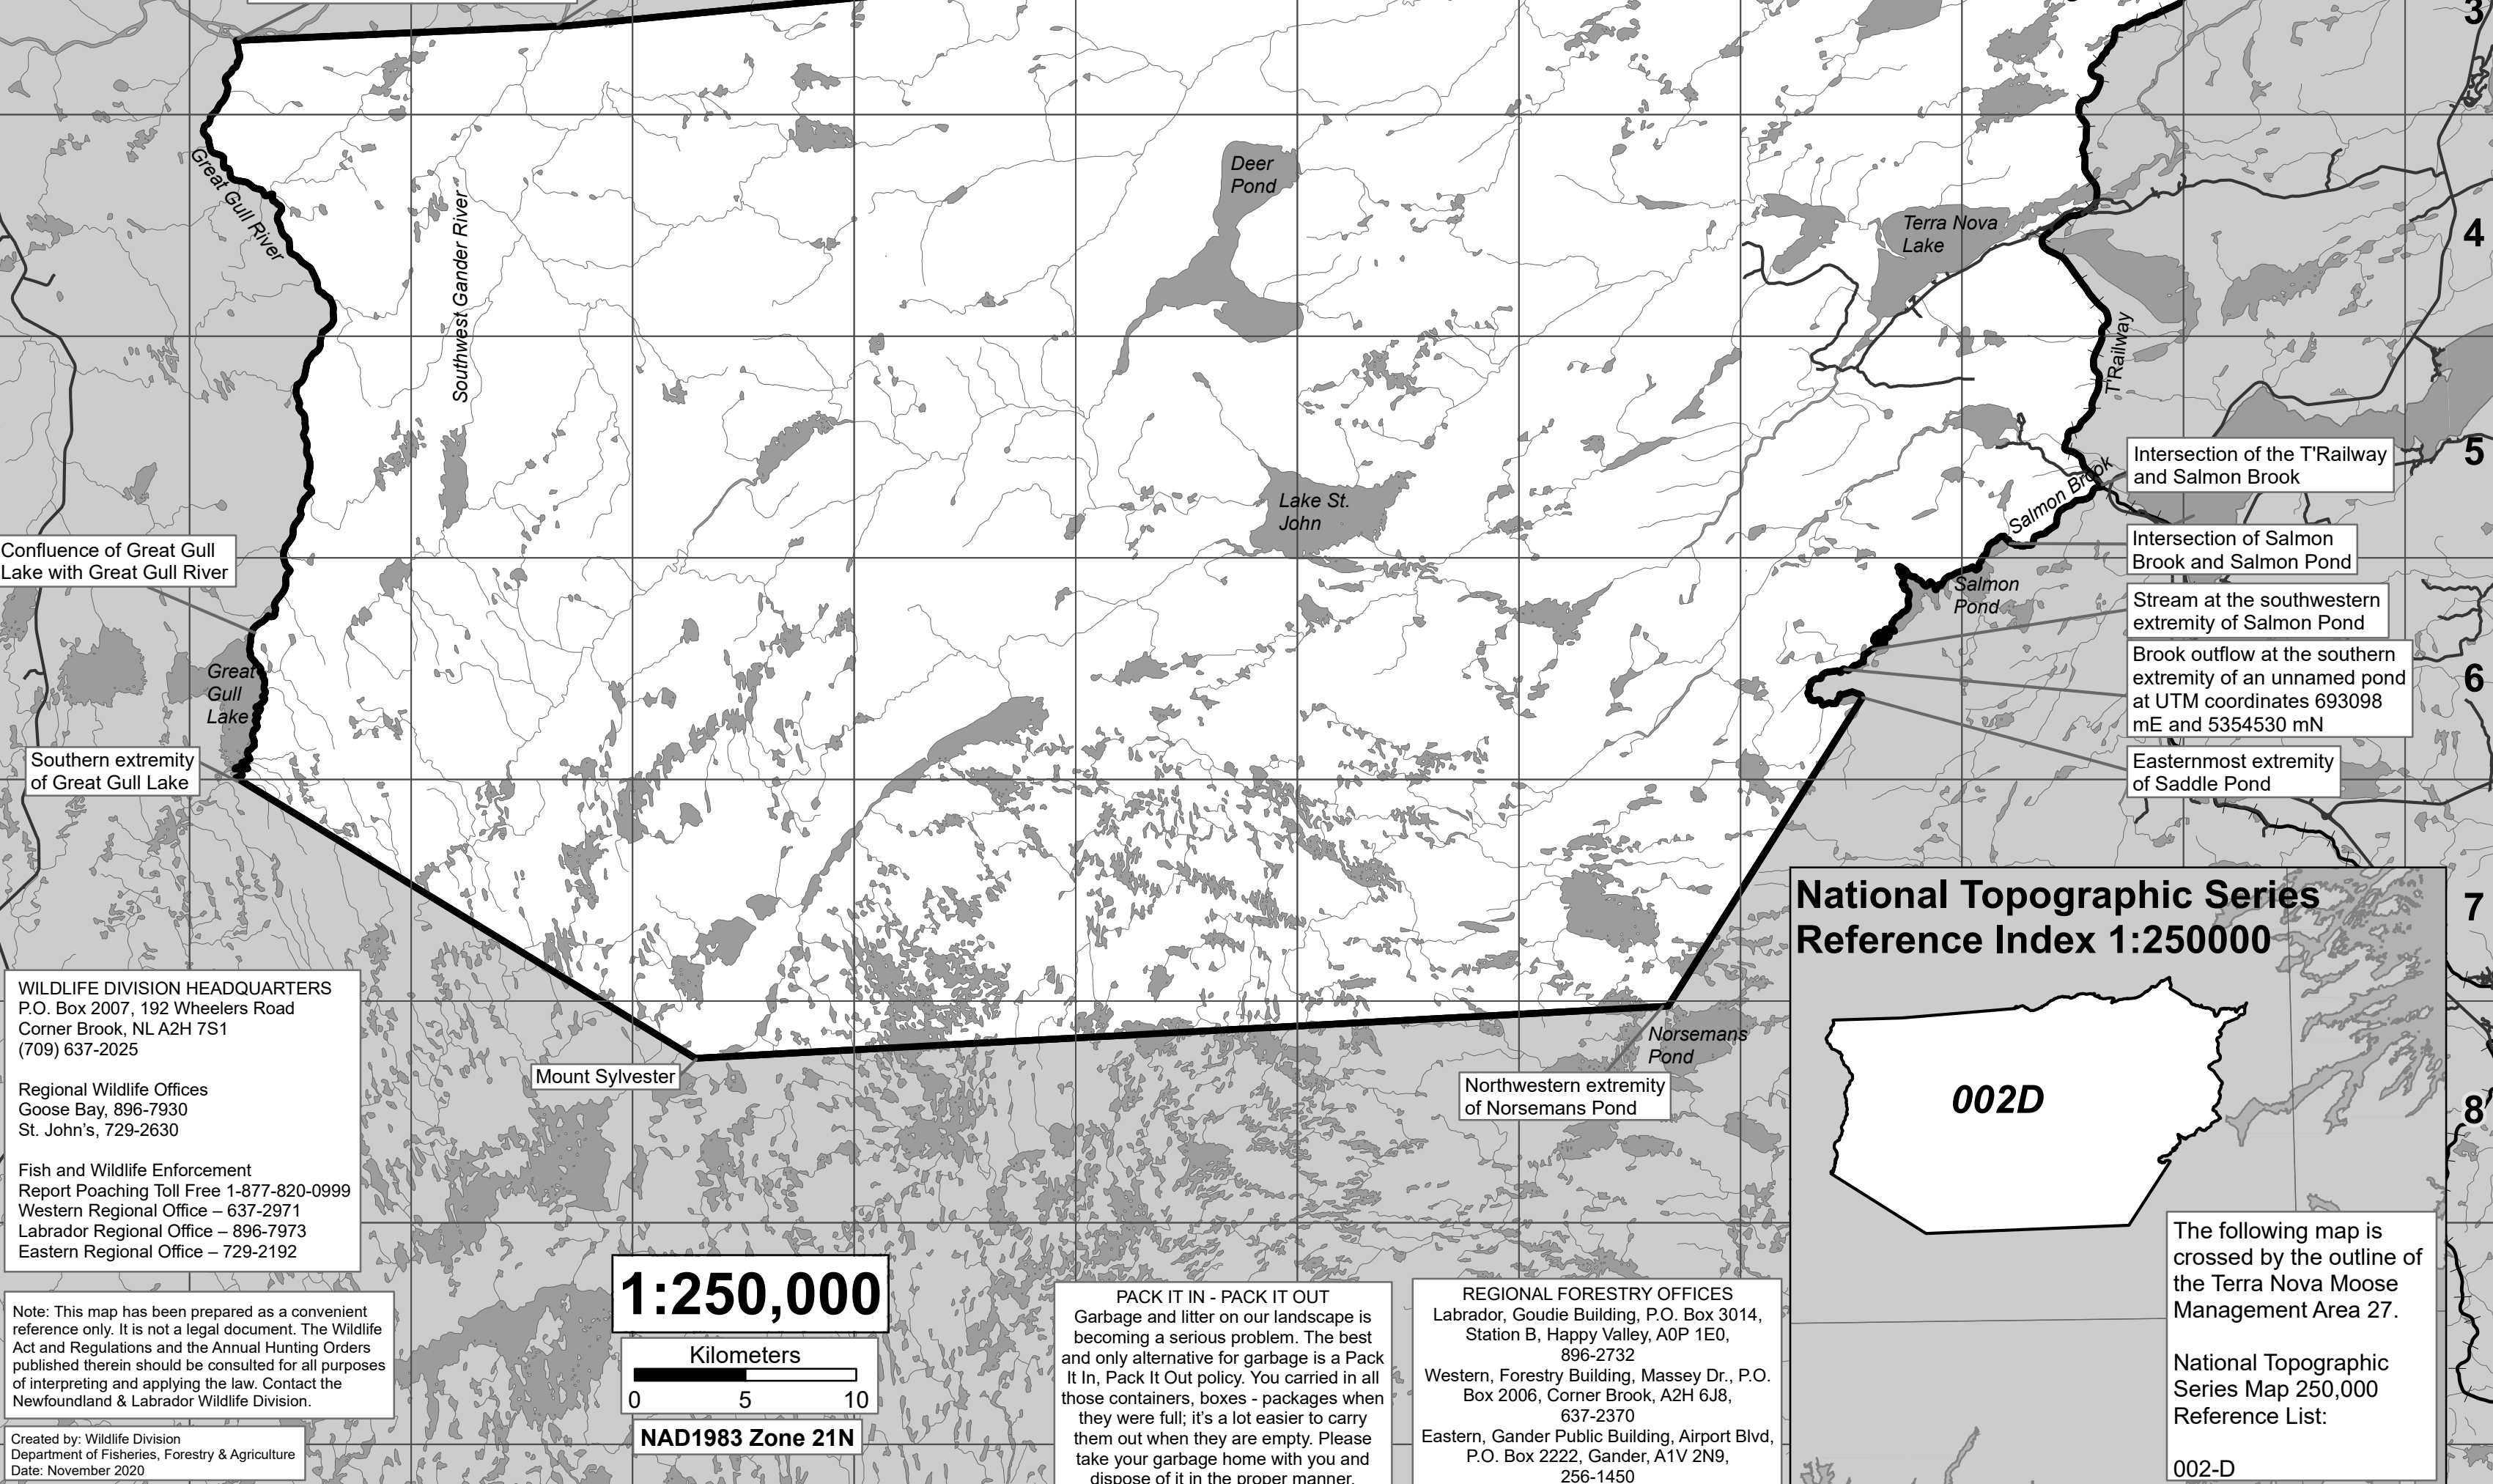 3
Great Gull River
Southwest Gander River
Deer
Pond
Terra Nova
Lake
4
T'Railway
Lake St.
John
Salmon Brook
5
Intersection of the T'Railway
and Salmon Brook
Intersection of Salmon
Brook and Salmon Pond
Confluence of Great Gull
Lake with Great Gull River
Salmon
Pond
Stream at the southwestern
extremity of Salmon Pond
Brook outflow at the southern
extremity of an unnamed pond
at UTM coordinates 693098
mE and 5354530 mN
6
Great
Gull
Lake
Southern extremity
of Great Gull Lake
Easternmost extremity
of Saddle Pond
7
National Topographic Series
Reference Index 1:250000
002D
8
Norsemans
Pond
Mount Sylvester
Northwestern extremity
of Norsemans Pond
WILDLIFE DIVISION HEADQUARTERS
P.O. Box 2007, 192 Wheelers Road
Corner Brook, NL A2H 7S1
(709) 637-2025
Regional Wildlife Offices
Goose Bay, 896-7930
St. John's, 729-2630
Fish and Wildlife Enforcement
Report Poaching Toll Free 1-877-820-0999
Western Regional Office – 637-2971
Labrador Regional Office – 896-7973
Eastern Regional Office – 729-2192
Note: This map has been prepared as a convenient
reference only. It is not a legal document. The Wildlife
Act and Regulations and the Annual Hunting Orders
published therein should be consulted for all purposes
of interpreting and applying the law. Contact the
Newfoundland & Labrador Wildlife Division.
Created by: Wildlife Division
Department of Fisheries, Forestry & Agriculture
Date: November 2020
1:250,000
Kilometers
0 5 10
NAD1983 Zone 21N
PACK IT IN - PACK IT OUT
Garbage and litter on our landscape is
becoming a serious problem. The best
and only alternative for garbage is a Pack
It In, Pack It Out policy. You carried in all
those containers, boxes - packages when
they were full; it's a lot easier to carry
them out when they are empty. Please
take your garbage home with you and
dispose of it in the proper manner.
REGIONAL FORESTRY OFFICES
Labrador, Goudie Building, P.O. Box 3014,
Station B, Happy Valley, A0P 1E0,
896-2732
Western, Forestry Building, Massey Dr., P.O.
Box 2006, Corner Brook, A2H 6J8,
637-2370
Eastern, Gander Public Building, Airport Blvd,
P.O. Box 2222, Gander, A1V 2N9,
256-1450
The following map is
crossed by the outline of
the Terra Nova Moose
Management Area 27.
National Topographic
Series Map 250,000
Reference List:
002-D